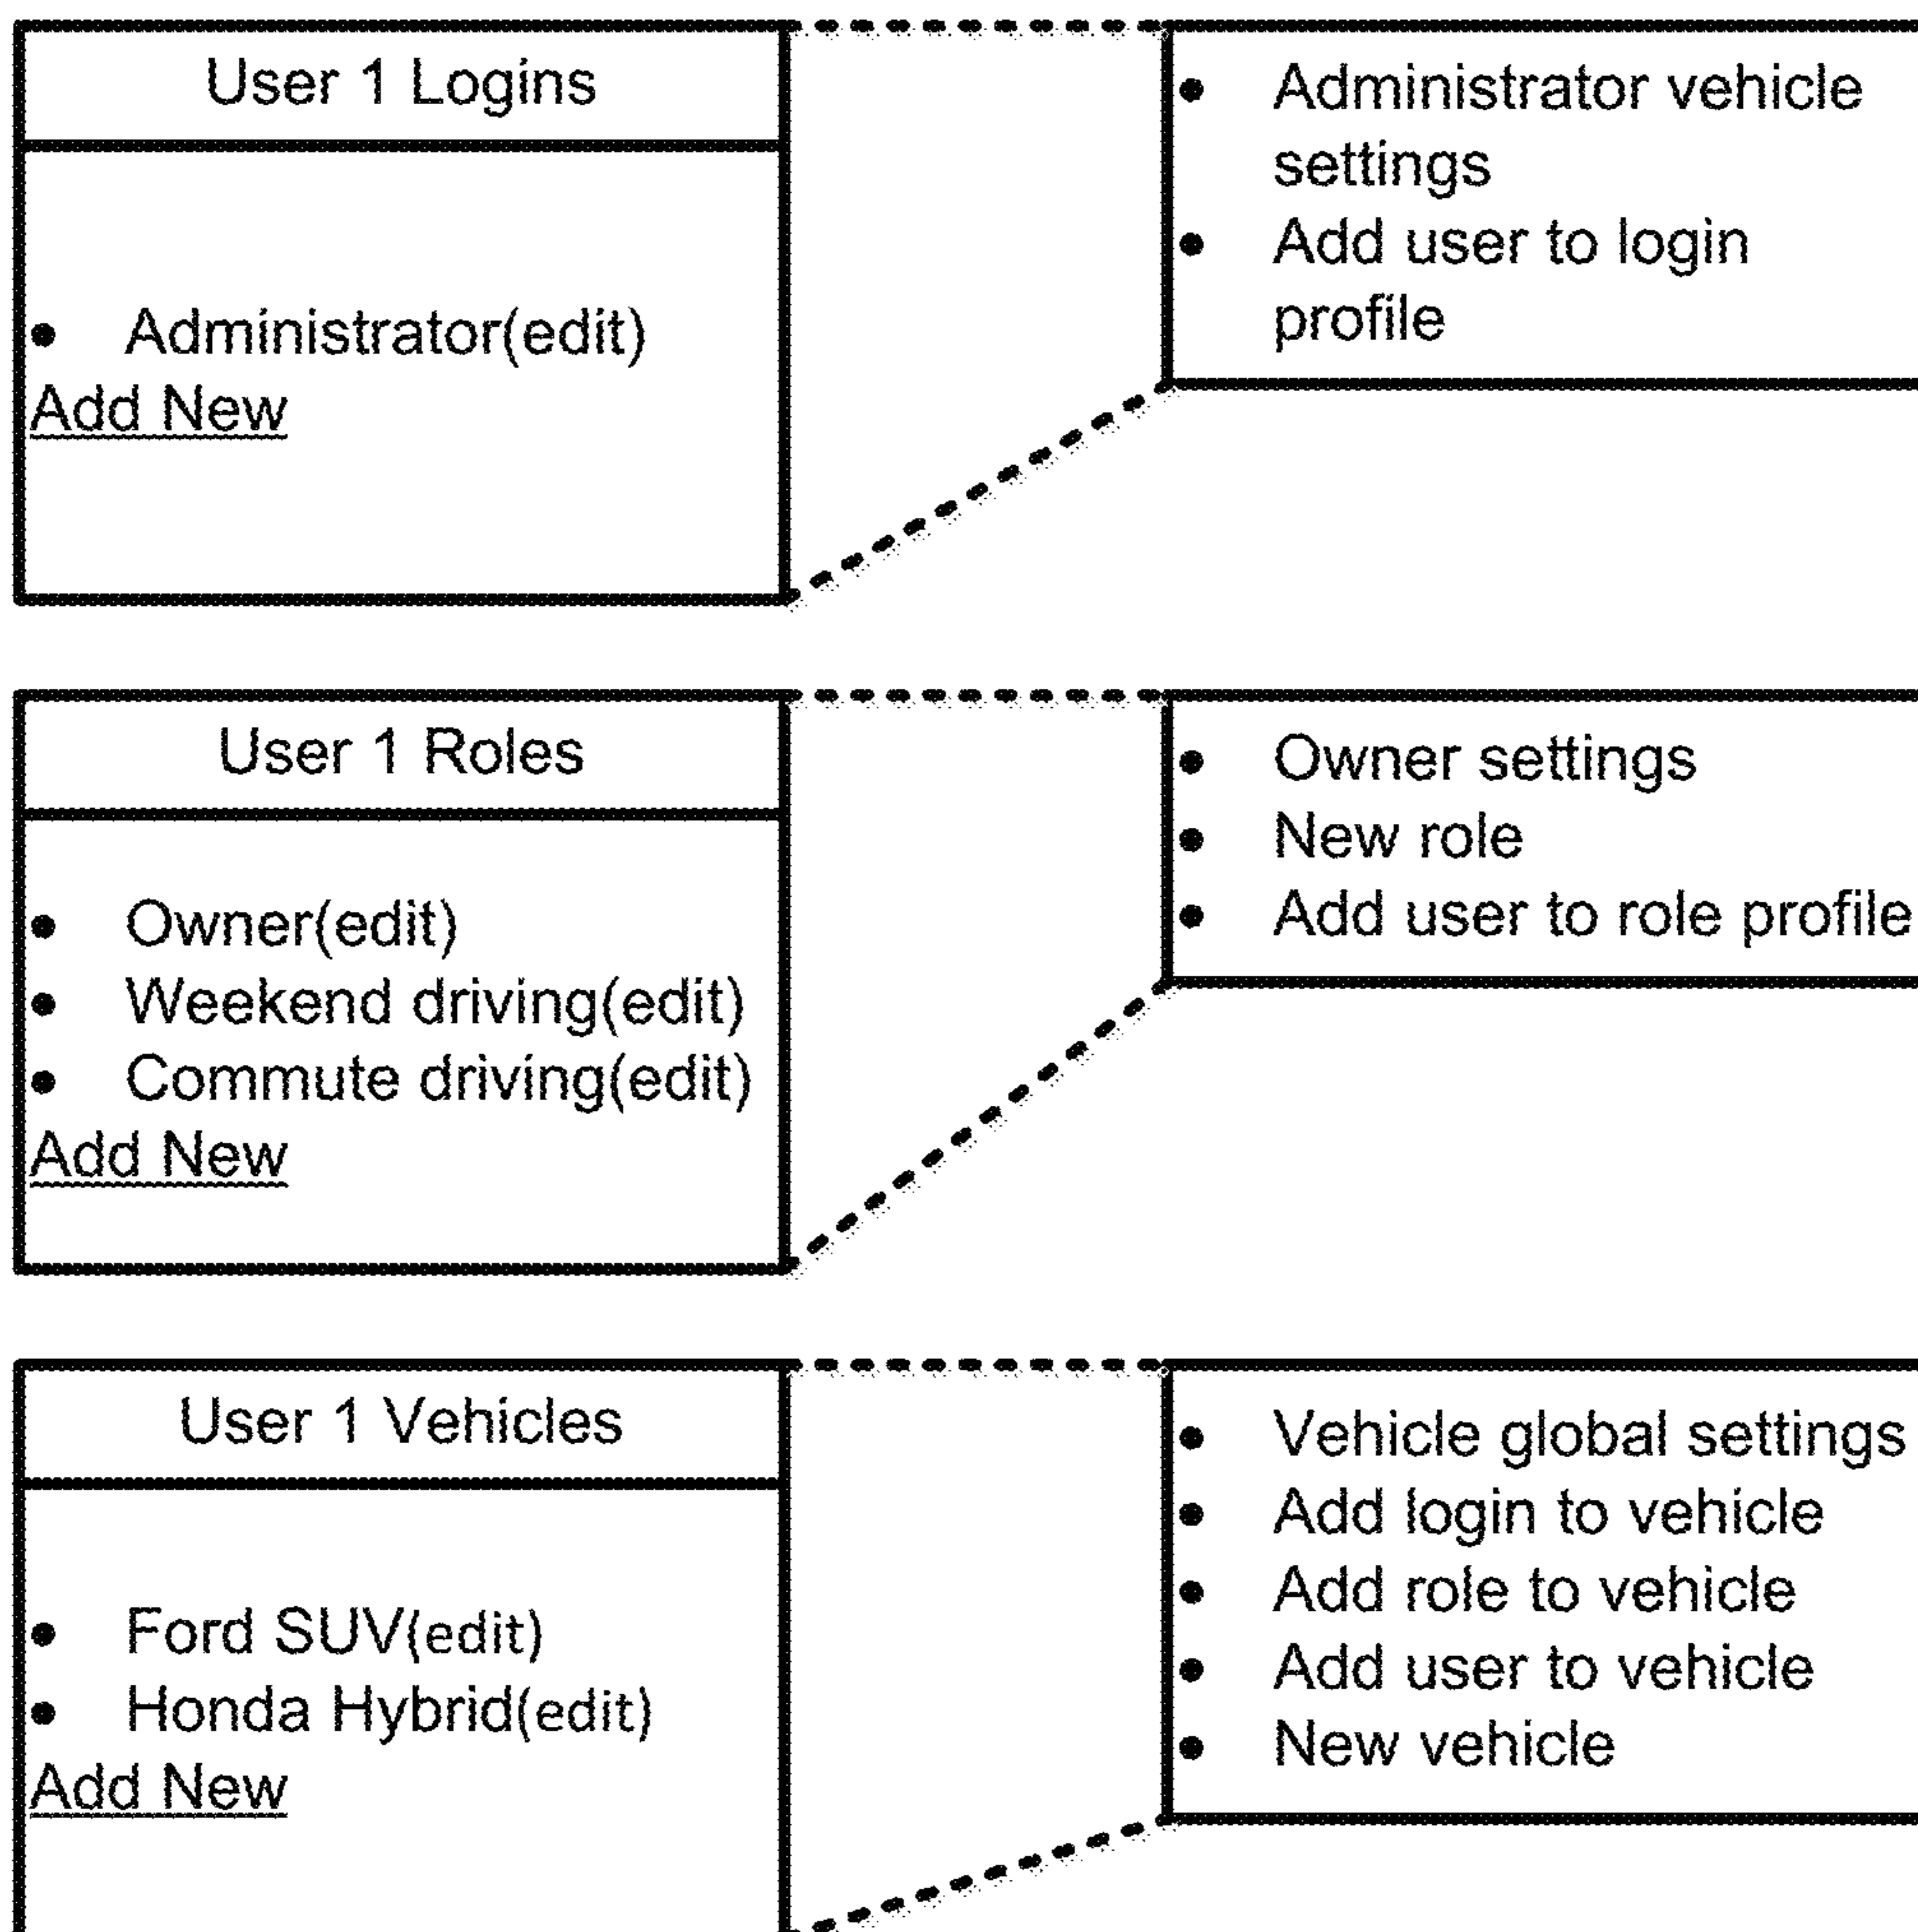 User 1 Logins
• Administrator(edit)
Add New
• Administrator vehicle
settings
• Add user to login
profile
User 1 Roles
• Owner(edit)
• Weekend driving(edit)
• Commute driving(edit)
Add New
• Owner settings
• New role
• Add user to role profile
User 1 Vehicles
• Ford SUV(edit)
• Honda Hybrid(edit)
Add New
• Vehicle global settings
• Add login to vehicle
• Add role to vehicle
• Add user to vehicle
• New vehicle